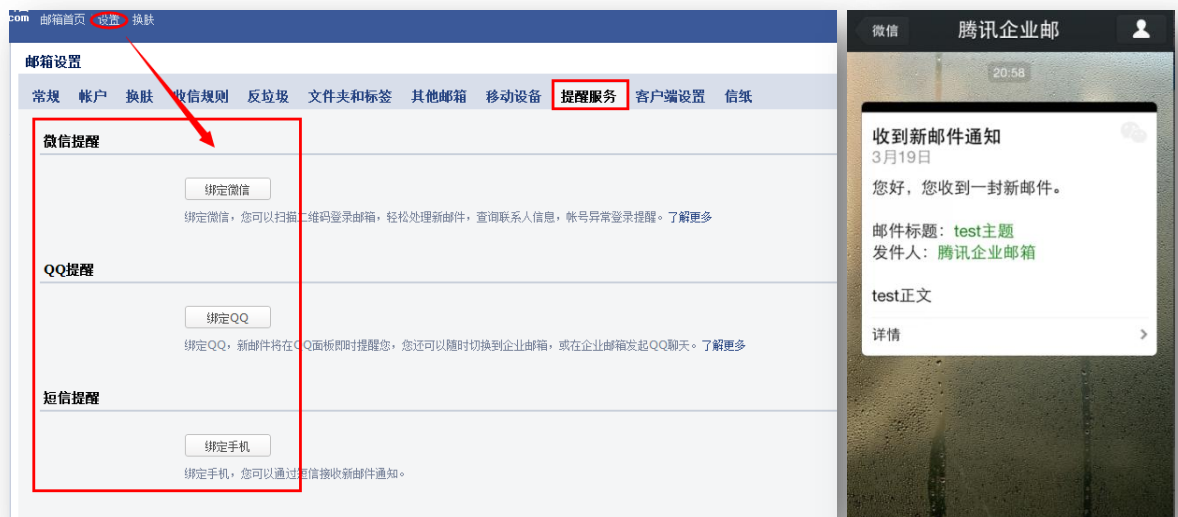 com 邮箱首页 设置 换肤
邮箱设置
常规 帐户 换肤 收信规则 反垃圾 文件夹和标签 其他邮箱 移动设备 提醒服务 客户端设置 信纸
微信提醒
绑定微信
绑定微信，您可以扫描二维码登录邮箱，轻松处理新邮件，查询联系人信息，帐号异常登录提醒。了解更多
QQ提醒
绑定QQ
绑定QQ，新邮件将在QQ面板即时提醒您，您还可以随时切换到企业邮箱，或在企业邮箱发起QQ聊天。了解更多
短信提醒
绑定手机
绑定手机，您可以通过短信接收新邮件通知。
微信 腾讯企业邮
20:58
收到新邮件通知
3月19日
您好，您收到一封新邮件。
邮件标题：test主题
发件人：腾讯企业邮箱
test正文
详情